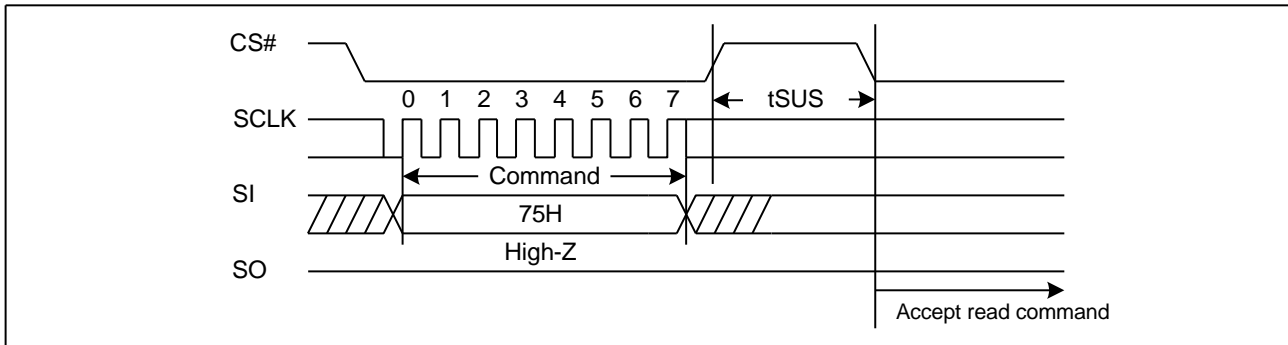 CS#
tSUS
0 1 2 3 4 5 6 7
SCLK
Command
SI
75H
High-Z
SO
Accept read command